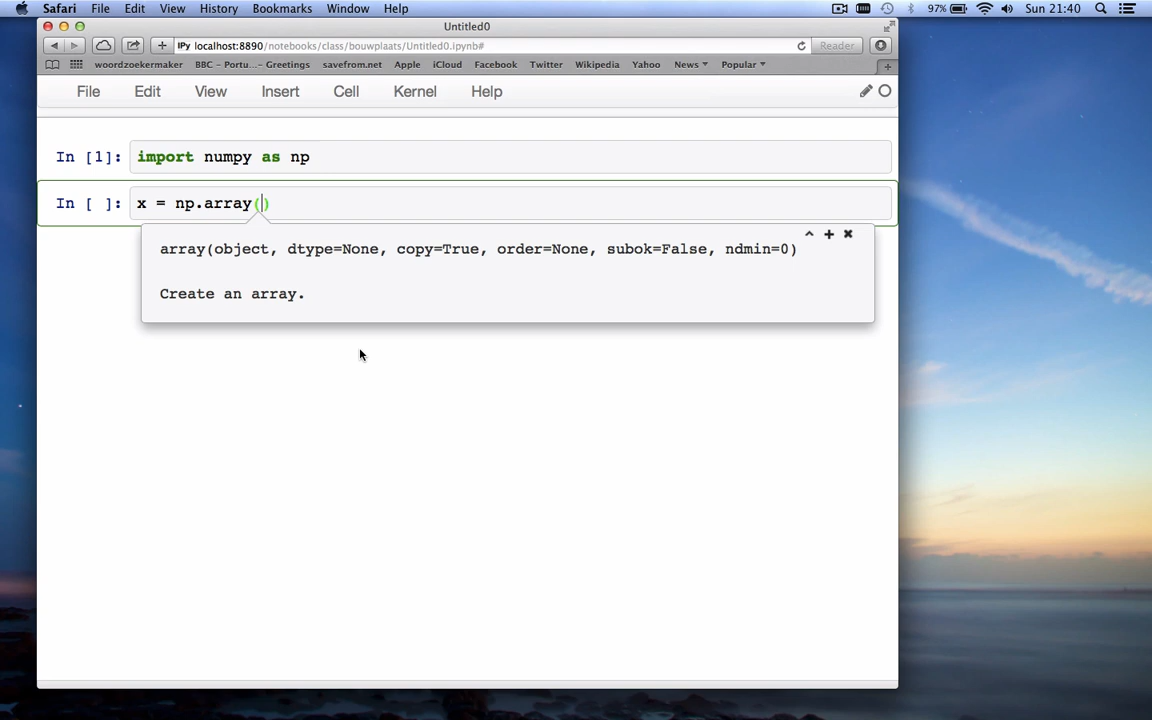 Safari File Edit View History Bookmarks Window Help 97% Sun 21:40
Untitled0
IPy localhost:8890/notebooks/class/bouwplaats/Untitled0.ipynb# Reader
woordzoekermaker BBC – Portu...– Greetings savefrom.net Apple iCloud Facebook Twitter Wikipedia Yahoo News Popular
File Edit View Insert Cell Kernel Help
In [1]: import numpy as np
In [ ]: x = np.array()
array(object, dtype=None, copy=True, order=None, subok=False, ndmin=0)
Create an array.